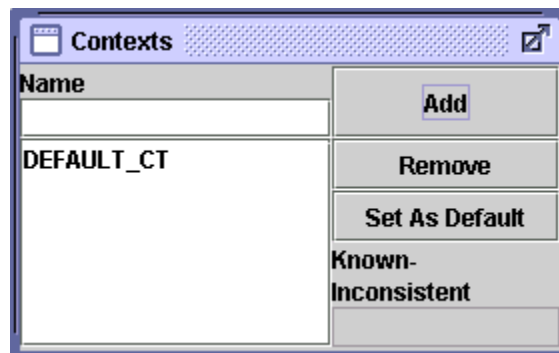 Contexts
Name
Add
DEFAULT_CT
Remove
Set As Default
Known-
Inconsistent